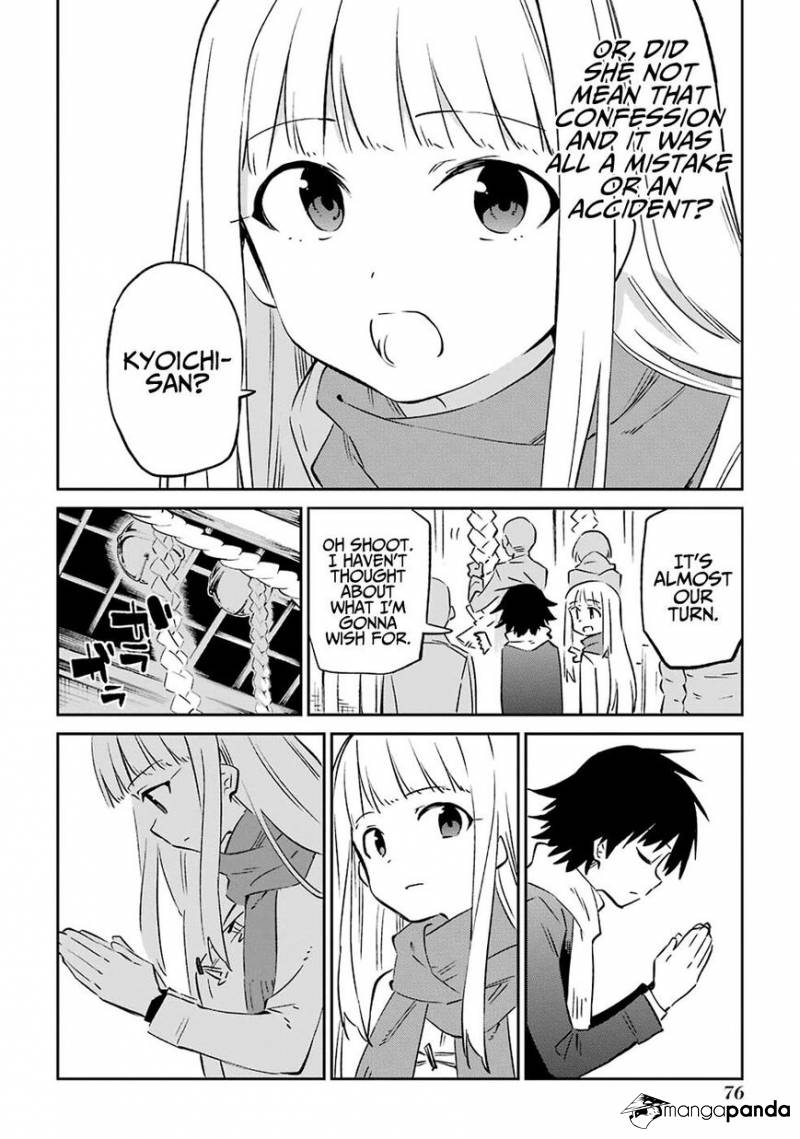 OR, DID
SHE NOT
MEAN THAT
CONFESSION
AND IT WAS
ALL A MISTAKE
OR AN
ACCIDENT?
KYOICHI-
SAN?
IT'S
ALMOST
OUR
TURN.
OH SHOOT.
I HAVEN'T
THOUGHT
ABOUT
WHAT I'M
GONNA
WISH FOR.
76
mangapanda